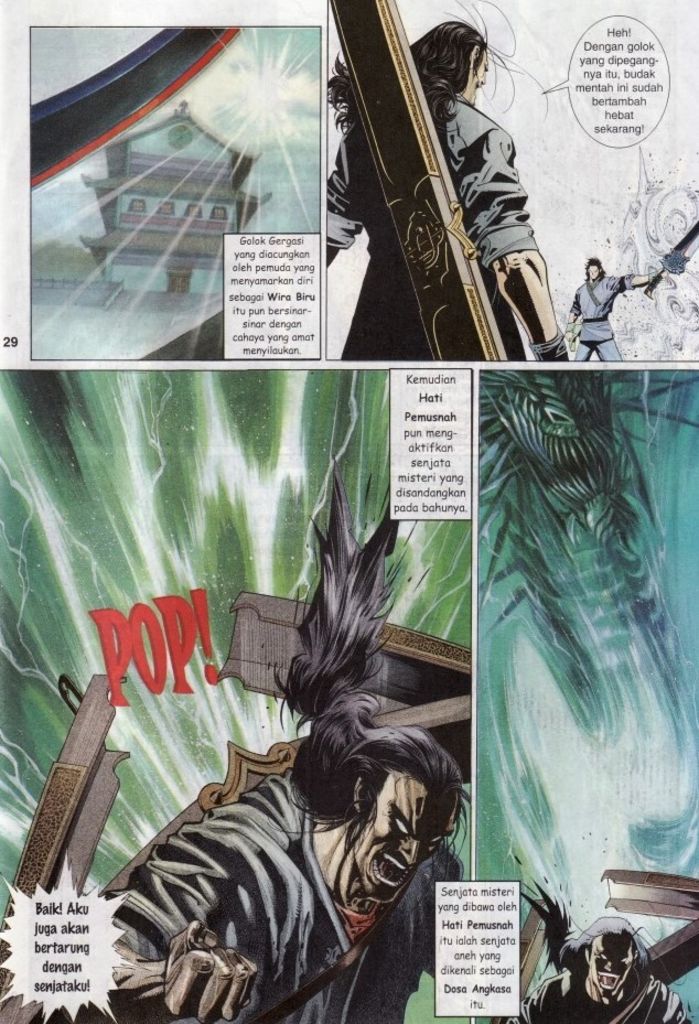 Golok Gergasi
yang diacungkan
oleh pemuda yang
menyamarkan diri
sebagai Wira Biru
itu pun bersinar-
sinar dengan
cahaya yang amat
menyilaukan.
Heh!
Dengan golok
yang dipegang-
nya itu, budak
mentah ini sudah
bertambah
hebat
sekarang!
29
Kemudian
Hati
Pemusnah
pun meng-
aktifkan
senjata
misteri yang
disandangkan
pada bahunya.
POP!
Baik! Aku
juga akan
bertarung
dengan
senjataku!
Senjata misteri
yang dibawa oleh
Hati Pemusnah
itu ialah senjata
aneh yang
dikenali sebagai
Dosa Angkasa
itu.